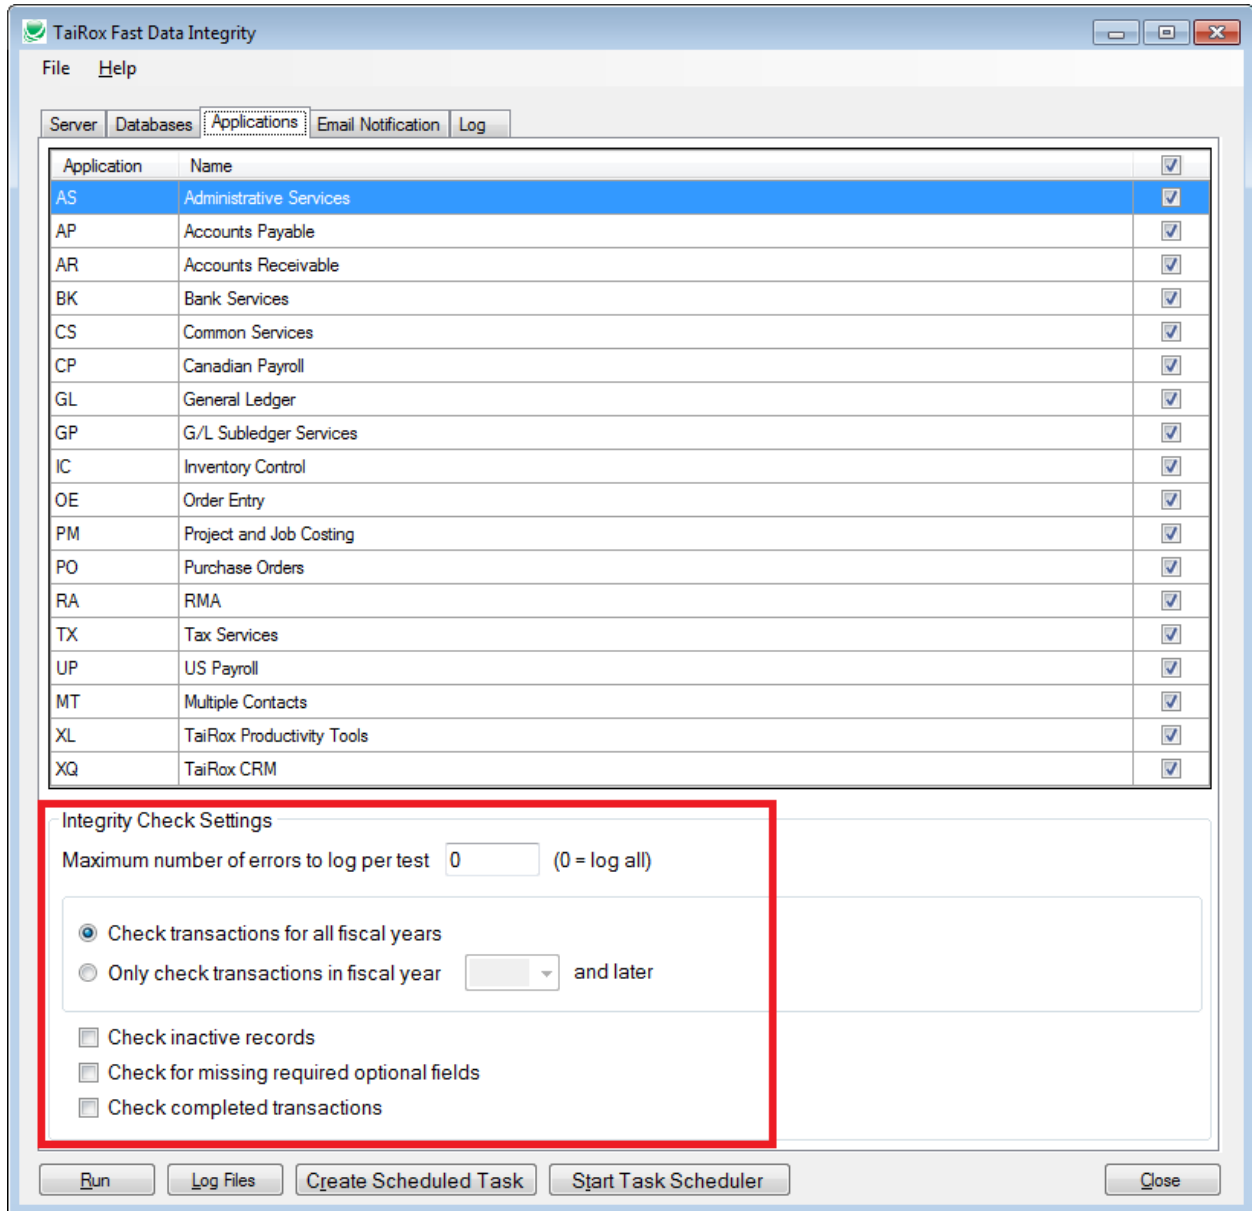 TaiRox Fast Data Integrity
File Help
Server Databases Applications Email Notification Log
Application Name
AS Administrative Services
AP Accounts Payable
AR Accounts Receivable
BK Bank Services
CS Common Services
CP Canadian Payroll
GL General Ledger
GP G/L Subledger Services
IC Inventory Control
OE Order Entry
PM Project and Job Costing
PO Purchase Orders
RA RMA
TX Tax Services
UP US Payroll
MT Multiple Contacts
XL TaiRox Productivity Tools
XQ TaiRox CRM
Integrity Check Settings
Maximum number of errors to log per test 0 (0 = log all)
Check transactions for all fiscal years
Only check transactions in fiscal year and later
Check inactive records
Check for missing required optional fields
Check completed transactions
Run Log Files Create Scheduled Task Start Task Scheduler Close